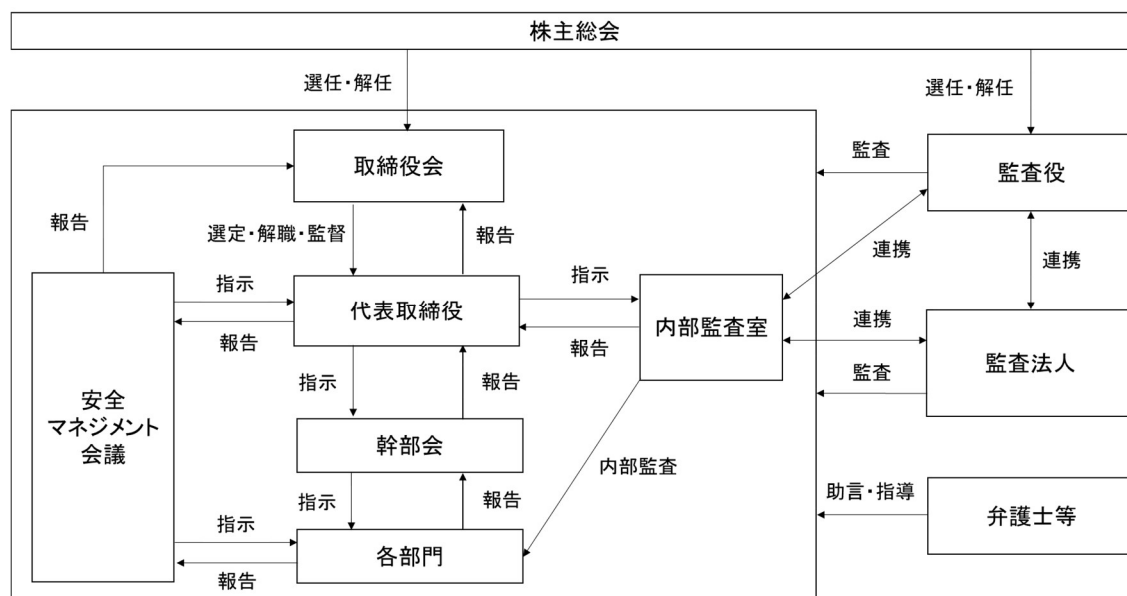 株主総会
選任・解任
選任・解任
取締役会
監査
監査役
報告
選定・解職・監督
報告
連携
連携
指示
代表取締役
指示
内部監査室
報告
報告
連携
監査法人
監査
指示
報告
安全
マネジメント
会議
幹部会
内部監査
指示
報告
助言・指導
弁護士等
指示
各部門
報告